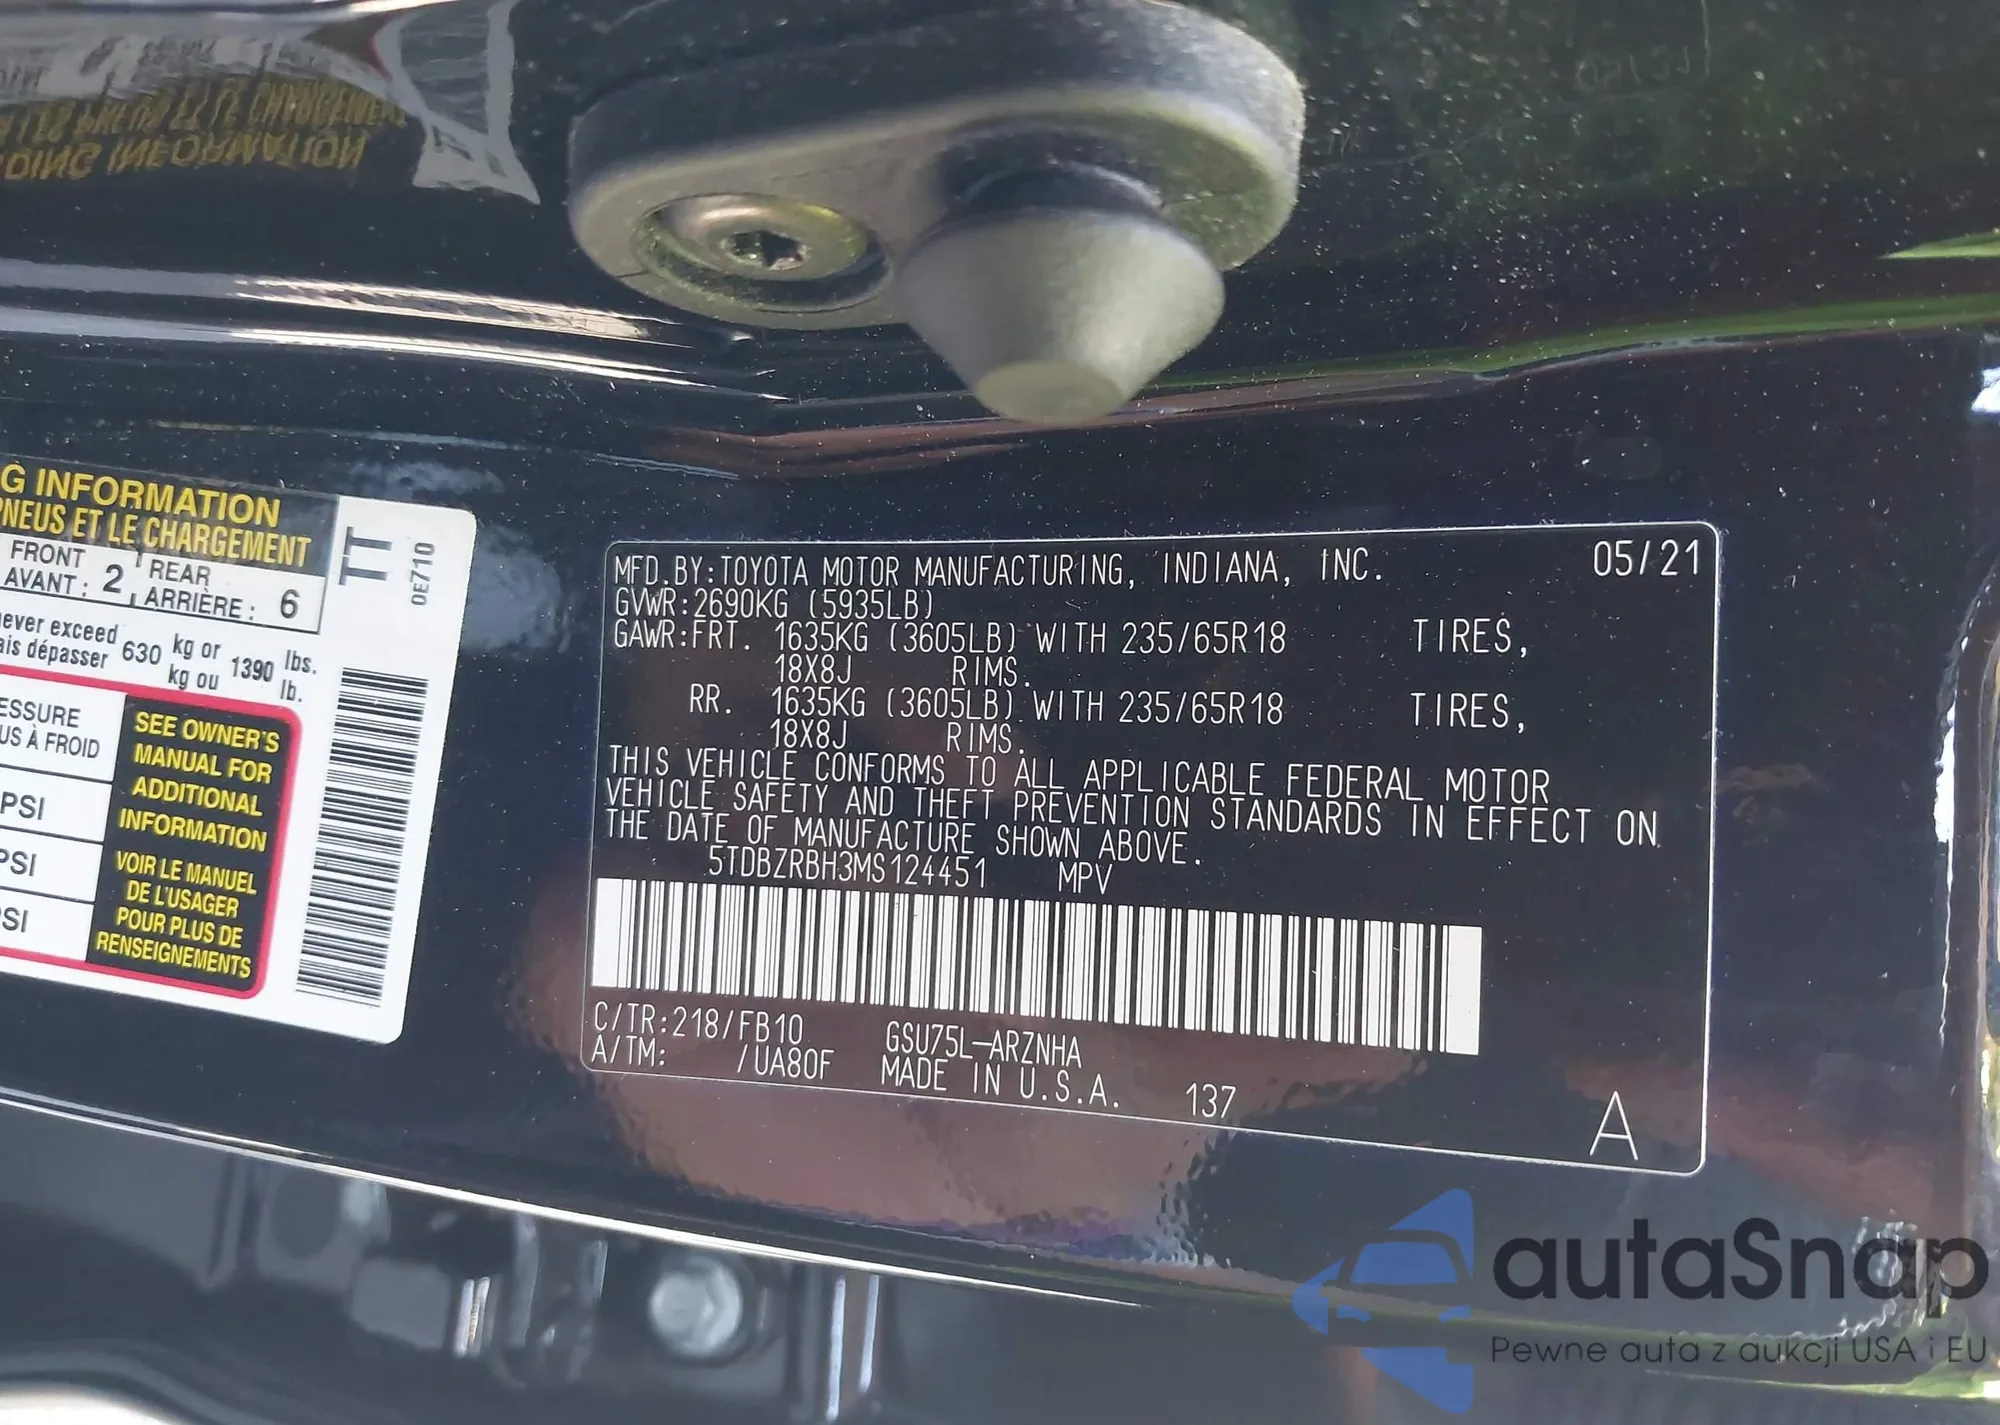 G INFORMATION
PNEUS ET LE CHARGEMENT
FRONT
AVANT : 2
REAR
ARRIÈRE : 6
never exceed
ais dépasser 630 kg or
kg ou 1390 lbs.
lb.
ESSURE
US À FROID
PSI
PSI
SI
SEE OWNER'S
MANUAL FOR
ADDITIONAL
INFORMATION
VOIR LE MANUEL
DE L'USAGER
POUR PLUS DE
RENSEIGNEMENTS
TT
0E710
MFD.BY:TOYOTA MOTOR MANUFACTURING, INDIANA, INC. 05/21
GVWR:2690KG (5935LB)
GAWR:FRT. 1635KG (3605LB) WITH 235/65R18 TIRES,
18X8J RIMS.
RR. 1635KG (3605LB) WITH 235/65R18 TIRES,
18X8J RIMS.
THIS VEHICLE CONFORMS TO ALL APPLICABLE FEDERAL MOTOR
VEHICLE SAFETY AND THEFT PREVENTION STANDARDS IN EFFECT ON
THE DATE OF MANUFACTURE SHOWN ABOVE.
5TDBZRBH3MS124451 MPV
C/TR:218/FB10 GSU75L-ARZNHA
A/TM: /UA80F MADE IN U.S.A. 137
A
autaSnap
Pewne auta z aukcji USA i EU